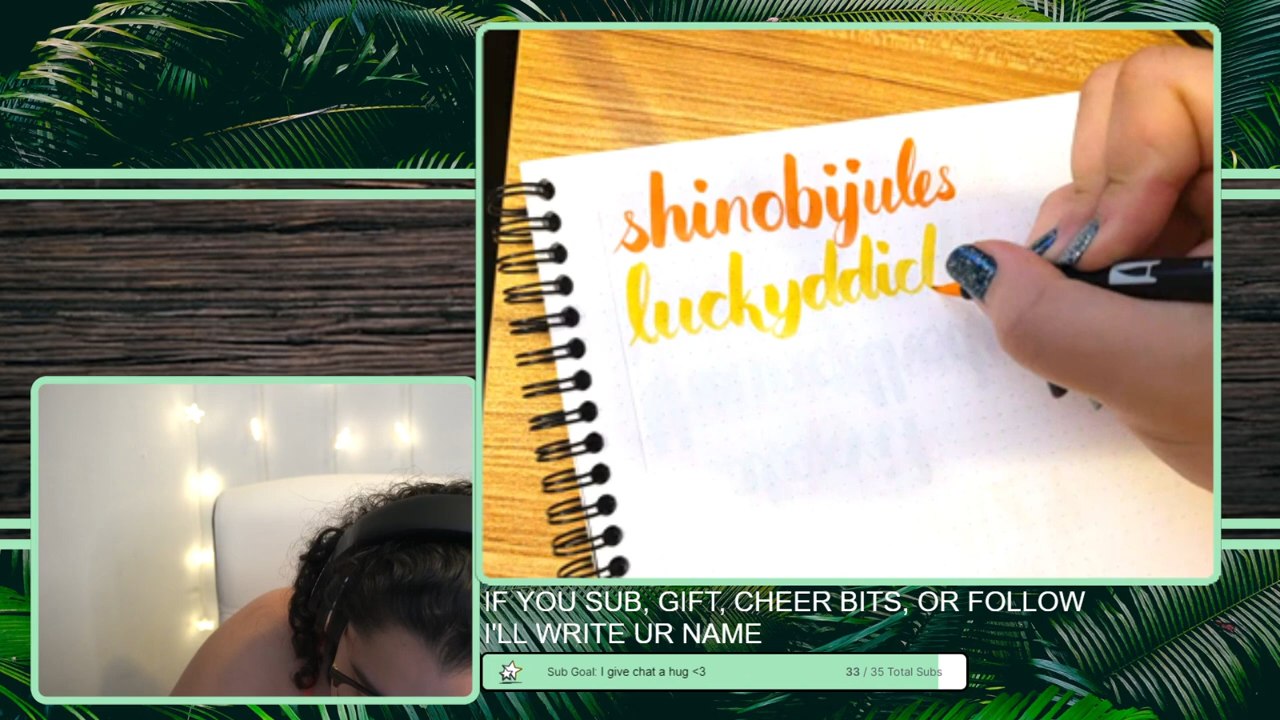 shinobijules
luckyddid
IF YOU SUB, GIFT, CHEER BITS, OR FOLLOW
I'LL WRITE UR NAME
Sub Goal: I give chat a hug <3 33 / 35 Total Subs